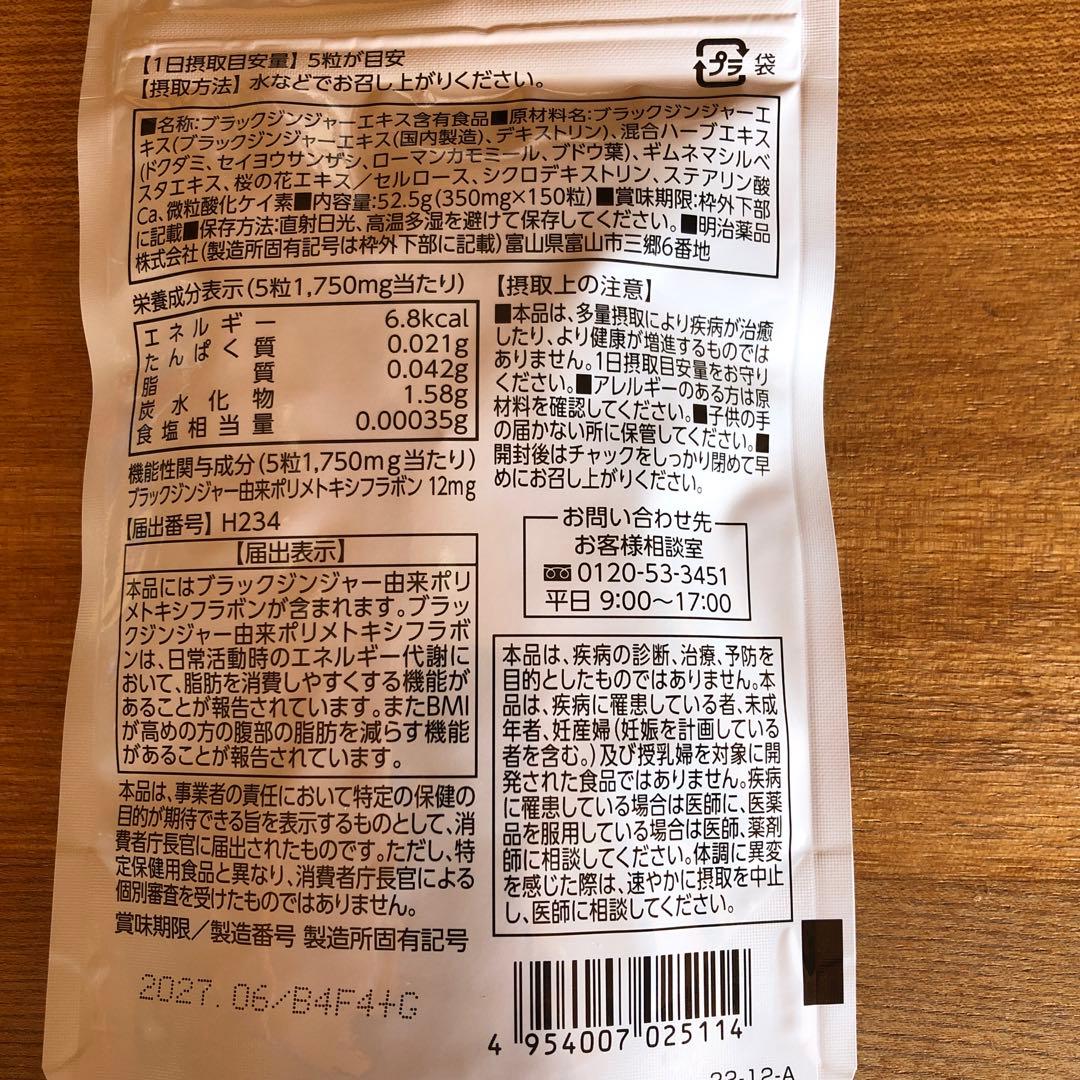 【1日摂取目安量】 5粒が目安
【摂取方法】 水などでお召し上がりください。
プラ 袋
■名称:ブラックジンジャーエキス含有食品■原材料名:ブラックジンジャーエ
キス(ブラックジンジャーエキス(国内製造)、デキストリン)、混合ハーブエキス
(ドクダミ、セイヨウサンザシ、ローマンカモミール、ブドウ葉)、ギムネマシルベ
スタエキス、桜の花エキス/セルロース、シクロデキストリン、ステアリン酸
Ca、微粒酸化ケイ素■内容量:52.5g(350mg×150粒)■賞味期限:枠外下部
に記載■保存方法:直射日光、高温多湿を避けて保存してください。■明治薬品
株式会社(製造所固有記号は枠外下部に記載)富山県富山市三郷6番地
栄養成分表示(5粒1,750mg当たり)
エネルギー 6.8kcal
たんぱく質 0.021g
脂質 0.042g
炭水化物 1.58g
食塩相当量 0.00035g
機能性関与成分(5粒1,750mg当たり)
ブラックジンジャー由来ポリメトキシフラボン 12mg
【届出番号】H234
【届出表示】
本品にはブラックジンジャー由来ポリ
メトキシフラボンが含まれます。ブラッ
クジンジャー由来ポリメトキシフラボ
ンは、日常活動時のエネルギー代謝に
おいて、脂肪を消費しやすくする機能が
あることが報告されています。またBMI
が高めの方の腹部の脂肪を減らす機能
があることが報告されています。
本品は、事業者の責任において特定の保健の
目的が期待できる旨を表示するものとして、消
費者庁長官に届出されたものです。ただし、特
定保健用食品と異なり、消費者庁長官による
個別審査を受けたものではありません。
賞味期限/製造番号 製造所固有記号
2027.06/B4F4+G
【摂取上の注意】
■本品は、多量摂取により疾病が治癒
したり、より健康が増進するものでは
ありません。1日摂取目安量をお守り
ください。■アレルギーのある方は原
材料を確認してください。■子供の手
の届かない所に保管してください。■
開封後はチャックをしっかり閉めて早
めにお召し上がりください。
お問い合わせ先
お客様相談室
0120-53-3451
平日 9:00〜17:00
本品は、疾病の診断、治療、予防を
目的としたものではありません。本
品は、疾病に罹患している者、未成
年者、妊産婦(妊娠を計画している
者を含む。)及び授乳婦を対象に開
発された食品ではありません。疾病
に罹患している場合は医師に、医薬
品を服用している場合は医師、薬剤
師に相談してください。体調に異変
を感じた際は、速やかに摂取を中止
し、医師に相談してください。
4 954007 025114